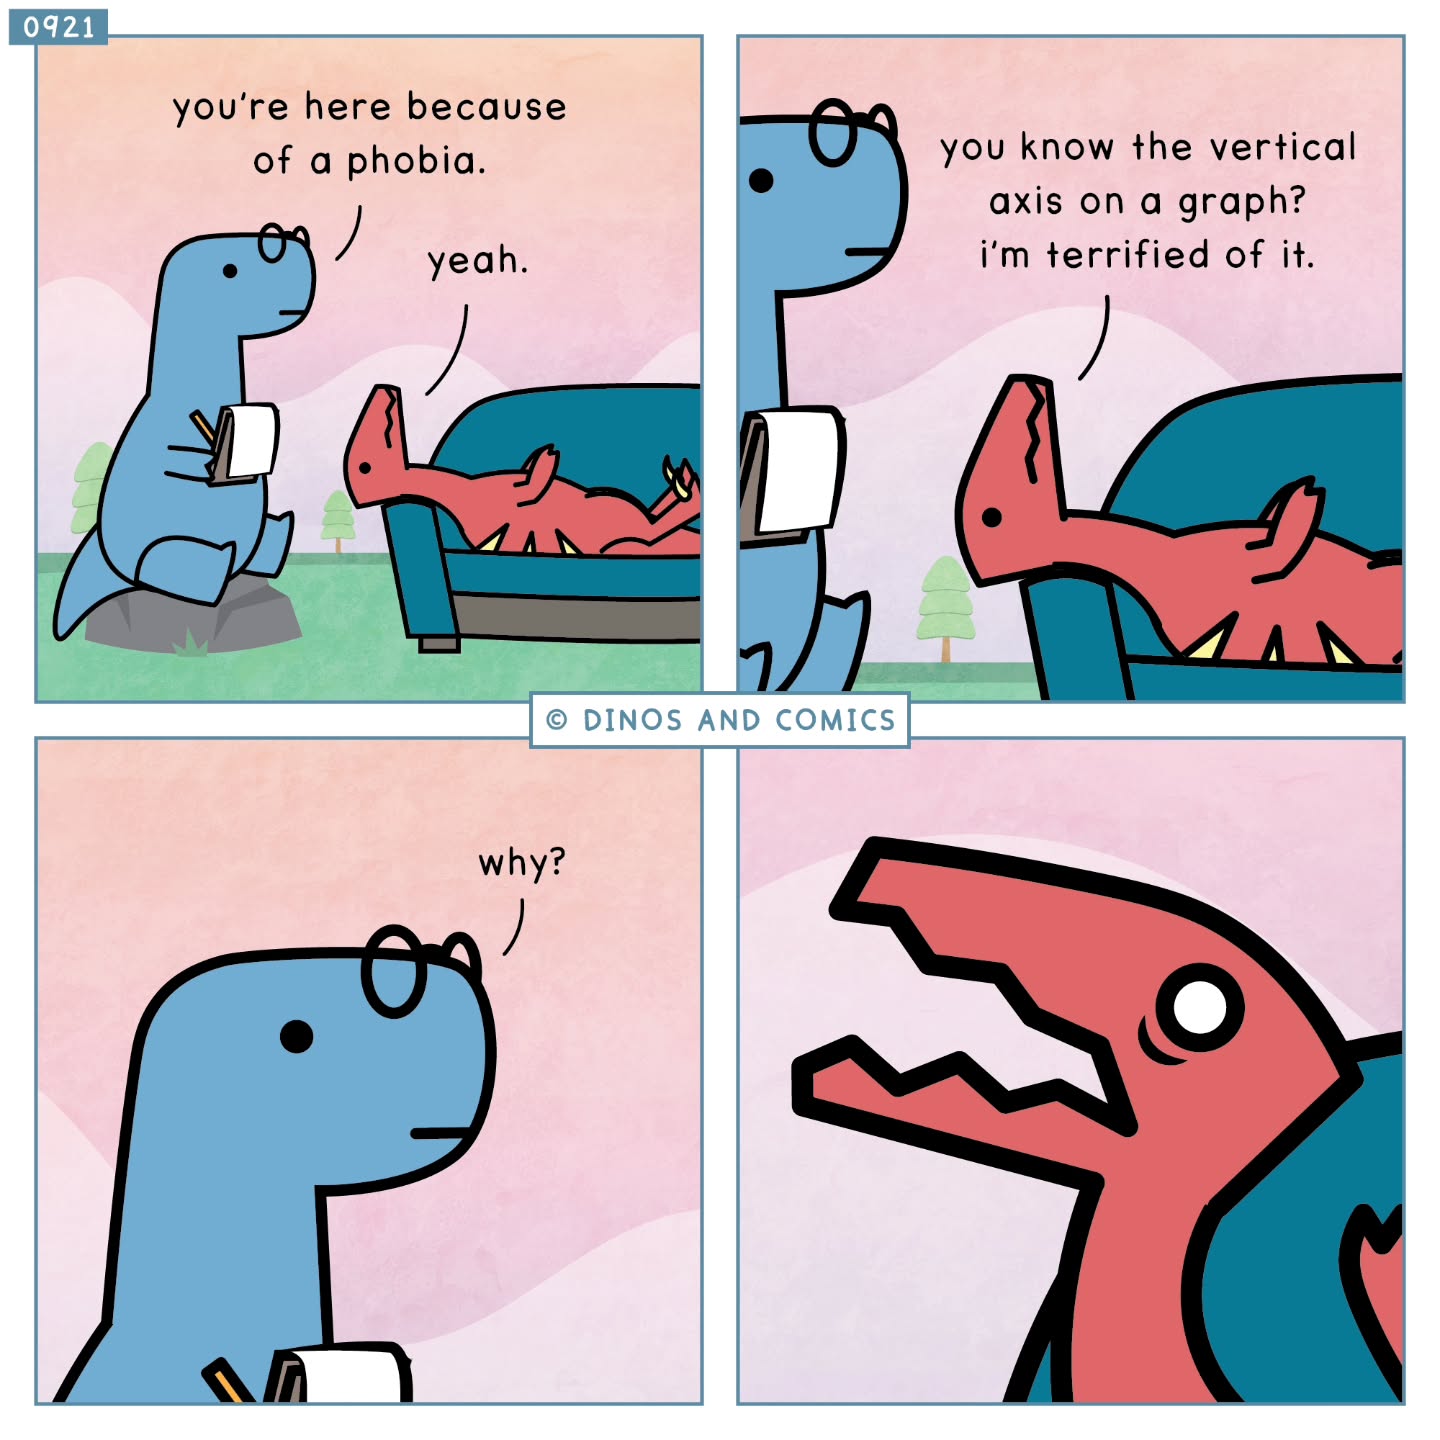 0921
you're here because
of a phobia.
yeah.
you know the vertical
axis on a graph?
i'm terrified of it.
© DINOS AND COMICS
why?